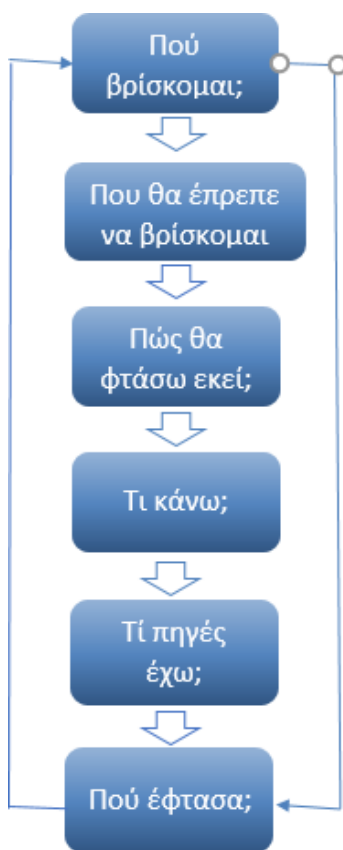 Πού
βρίσκομαι;
Που θα έπρεπε
να βρίσκομαι
Πώς θα
φτάσω εκεί;
Τι κάνω;
Τί πηγές
έχω;
Πού έφτασα;